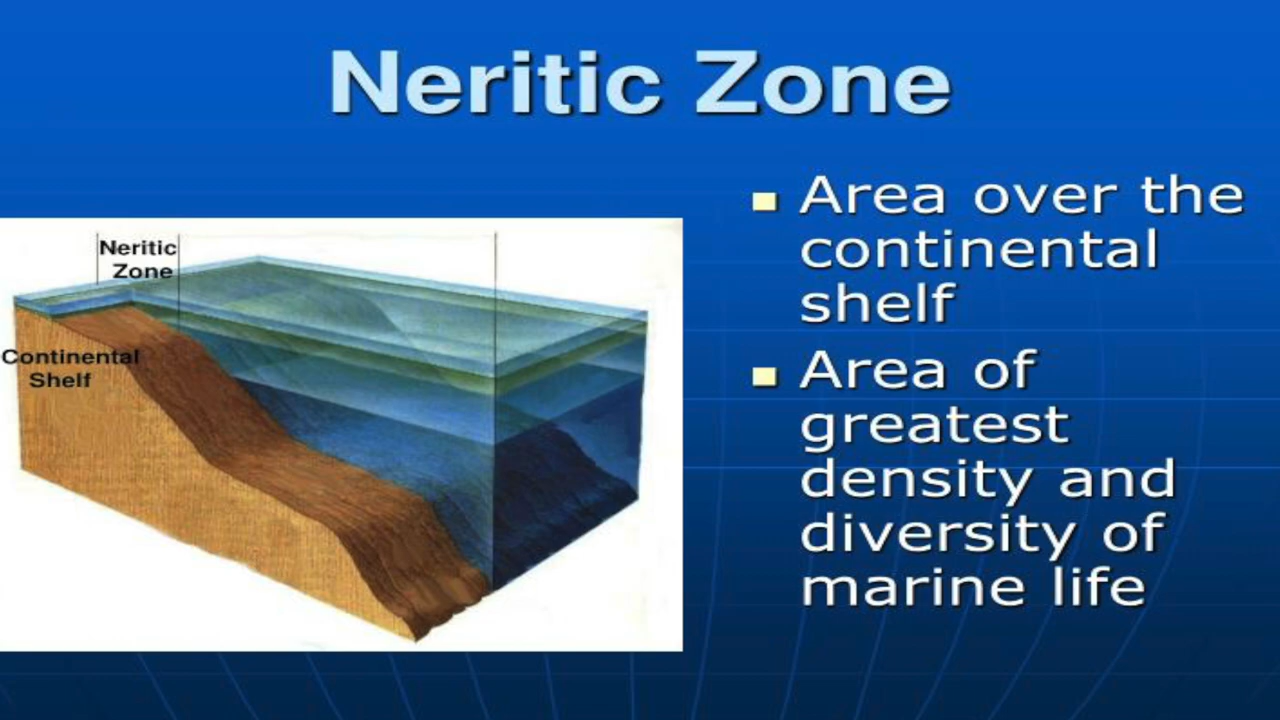 Neritic Zone
Neritic
Zone
Continental
Shelf
Area over the
continental
shelf
Area of
greatest
density and
diversity of
marine life